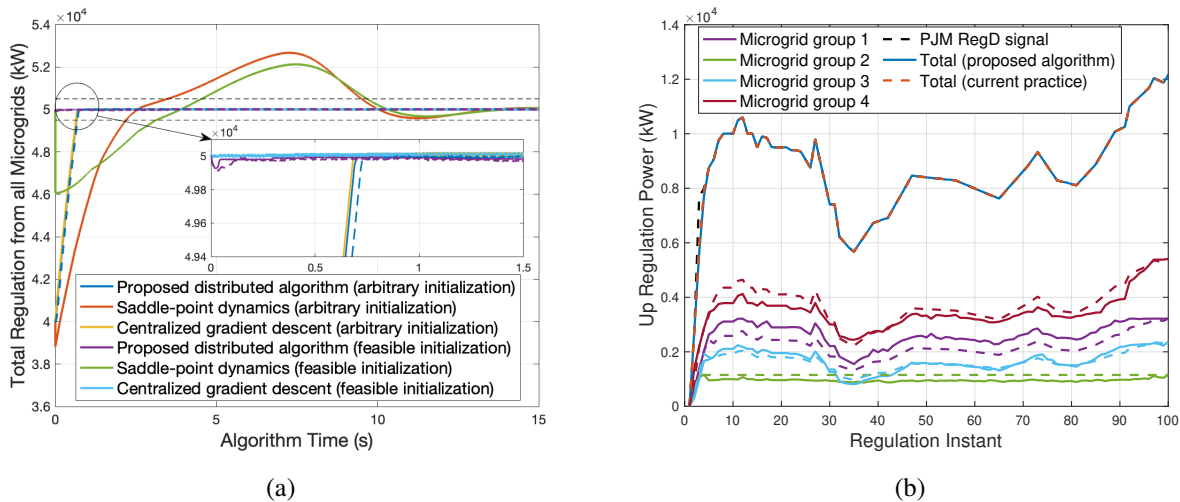 ×10⁴
5.4
5.2
5
4.8
4.6
4.4
4.2
4
3.8
3.6
0
5
10
15
Total Regulation from all Microgrids (kW)
Algorithm Time (s)
×10⁴
5
4.98
4.96
4.94
0
0.5
1
1.5
Proposed distributed algorithm (arbitrary initialization)
Saddle-point dynamics (arbitrary initialization)
Centralized gradient descent (arbitrary initialization)
Proposed distributed algorithm (feasible initialization)
Saddle-point dynamics (feasible initialization)
Centralized gradient descent (feasible initialization)
(a)
×10⁴
1.4
1.2
1
0.8
0.6
0.4
0.2
0
0
10
20
30
40
50
60
70
80
90
100
Up Regulation Power (kW)
Regulation Instant
Microgrid group 1
Microgrid group 2
Microgrid group 3
Microgrid group 4
PJM RegD signal
Total (proposed algorithm)
Total (current practice)
(b)